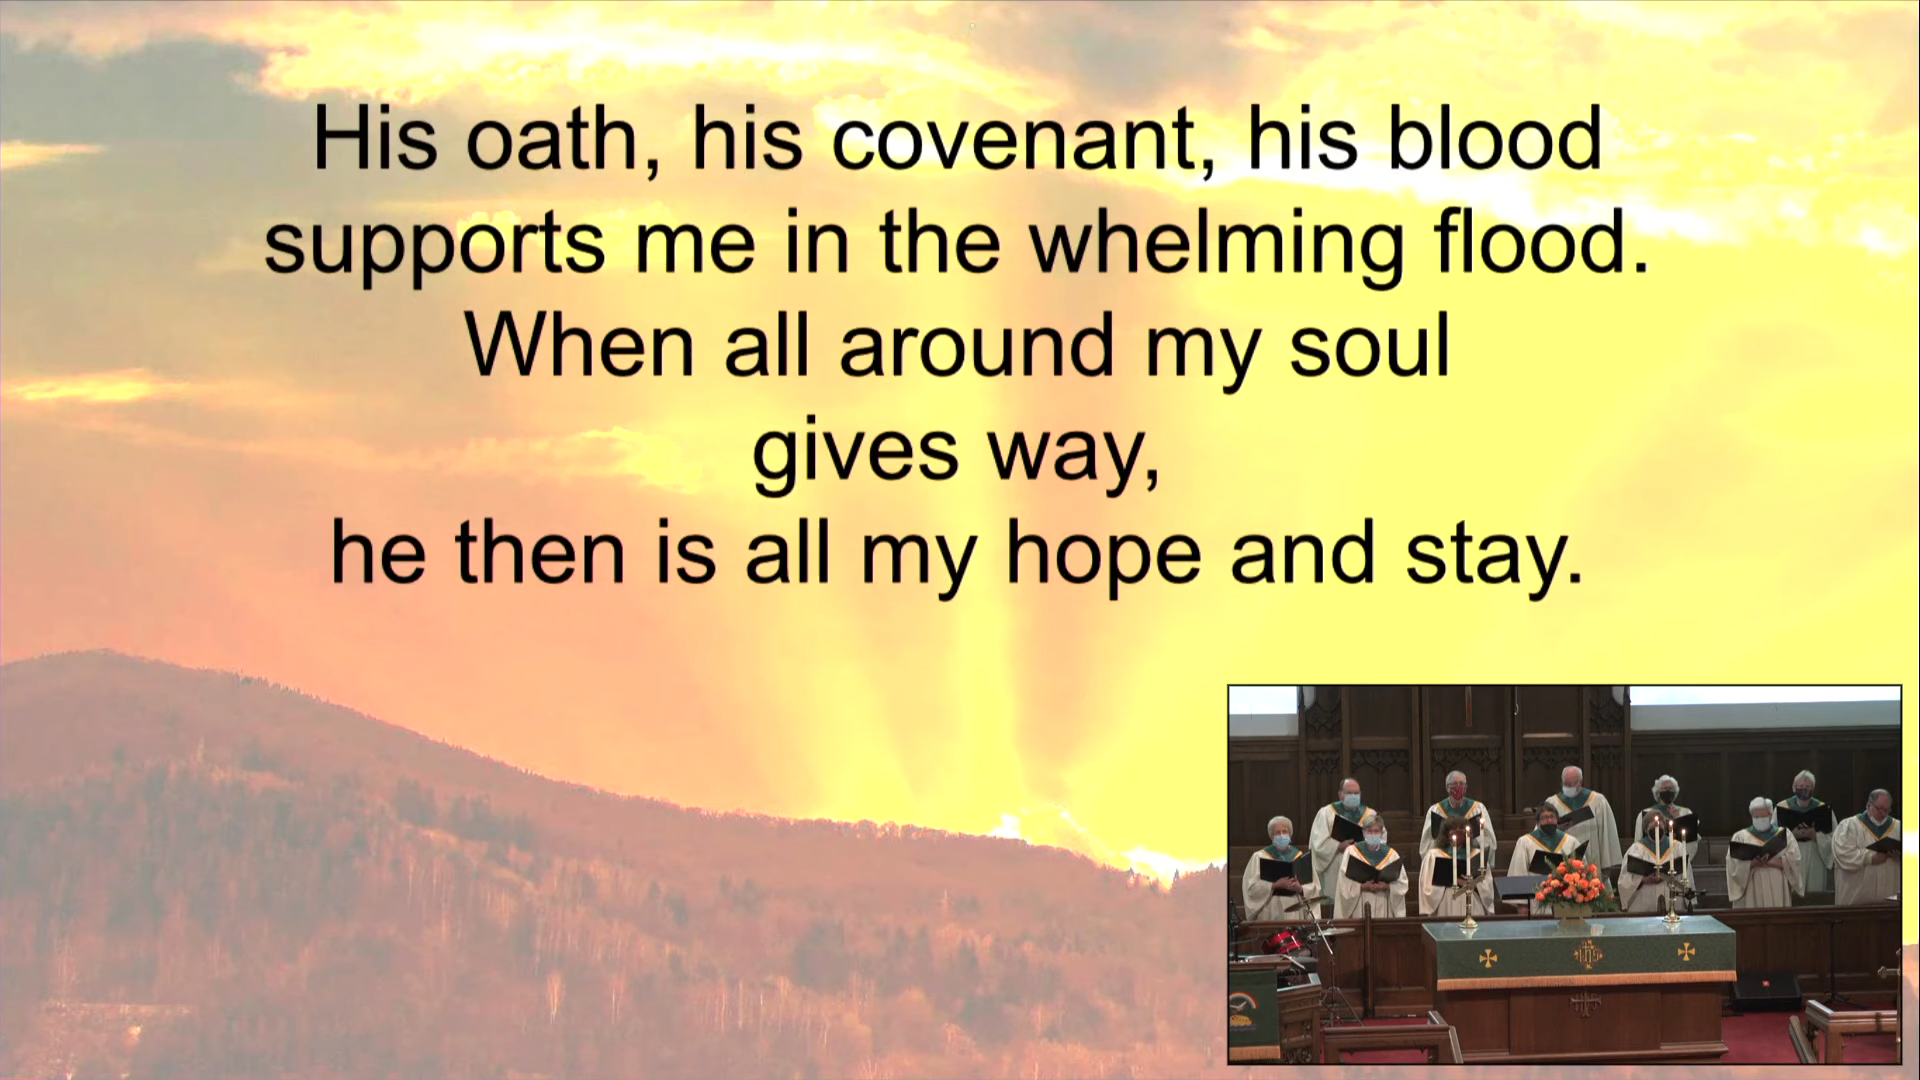 His oath, his covenant, his blood
supports me in the whelming flood.
When all around my soul
gives way,
he then is all my hope and stay.
IHS